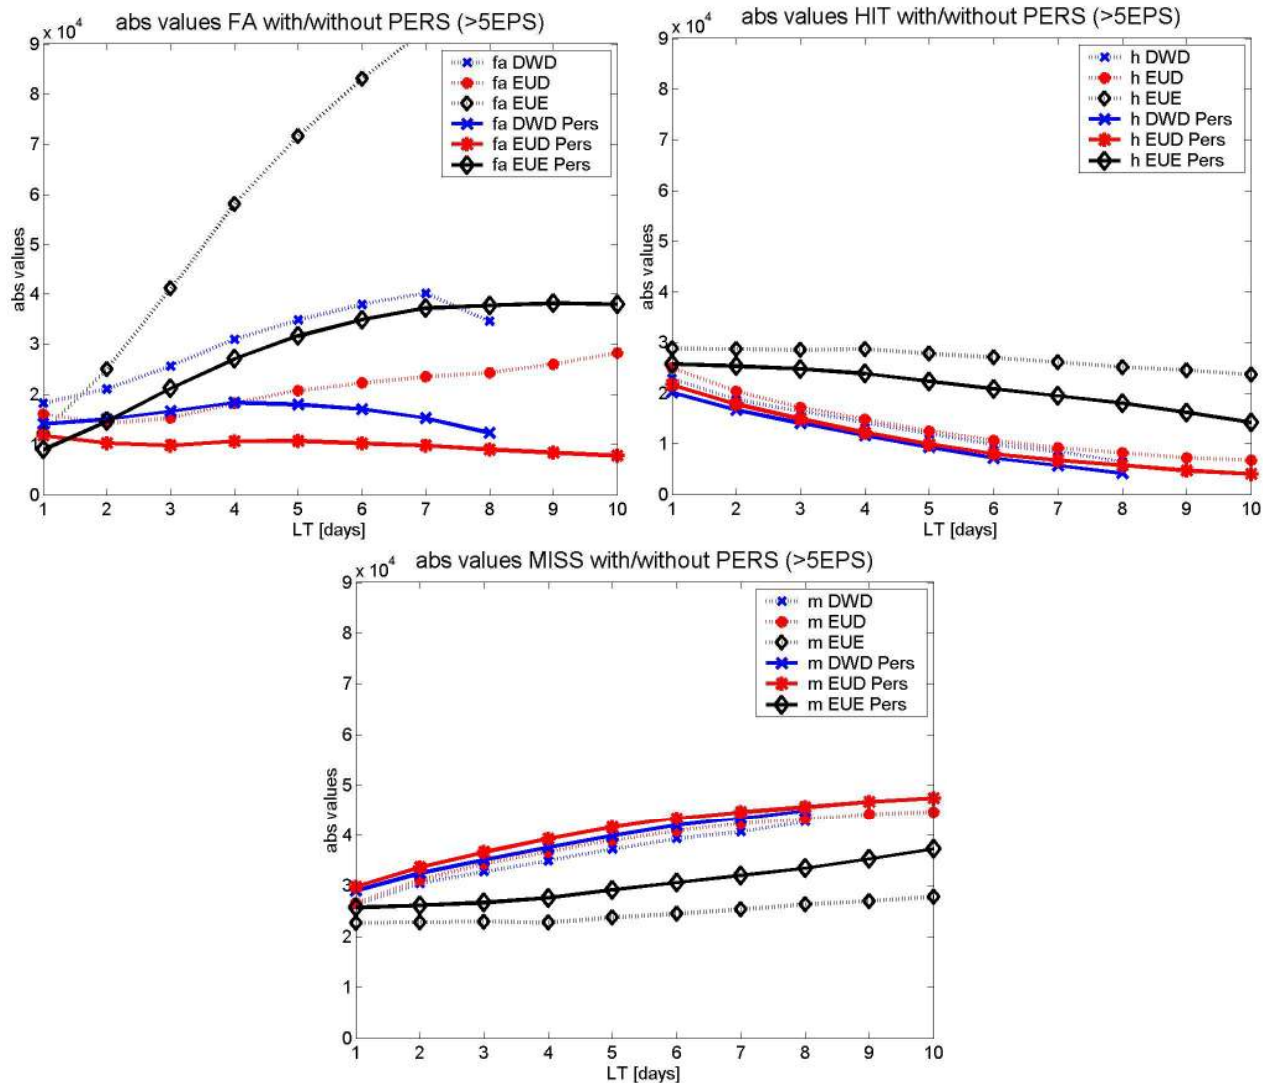 abs values FA with/without PERS (>5EPS)
x 10^4
9
8
7
6
5
4
3
2
1
0
abs values
fa DWD
fa EUD
fa EUE
fa DWD Pers
fa EUD Pers
fa EUE Pers
1 2 3 4 5 6 7 8 9 10
LT [days]
abs values HIT with/without PERS (>5EPS)
x 10^4
9
8
7
6
5
4
3
2
1
0
abs values
h DWD
h EUD
h EUE
h DWD Pers
h EUD Pers
h EUE Pers
1 2 3 4 5 6 7 8 9 10
LT [days]
abs values MISS with/without PERS (>5EPS)
x 10^4
9
8
7
6
5
4
3
2
1
0
abs values
m DWD
m EUD
m EUE
m DWD Pers
m EUD Pers
m EUE Pers
1 2 3 4 5 6 7 8 9 10
LT [days]